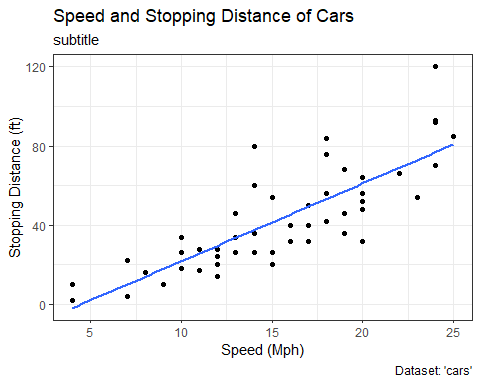 Speed and Stopping Distance of Cars
subtitle
Stopping Distance (ft)
120
80
40
0
5 10 15 20 25
Speed (Mph)
Dataset: 'cars'